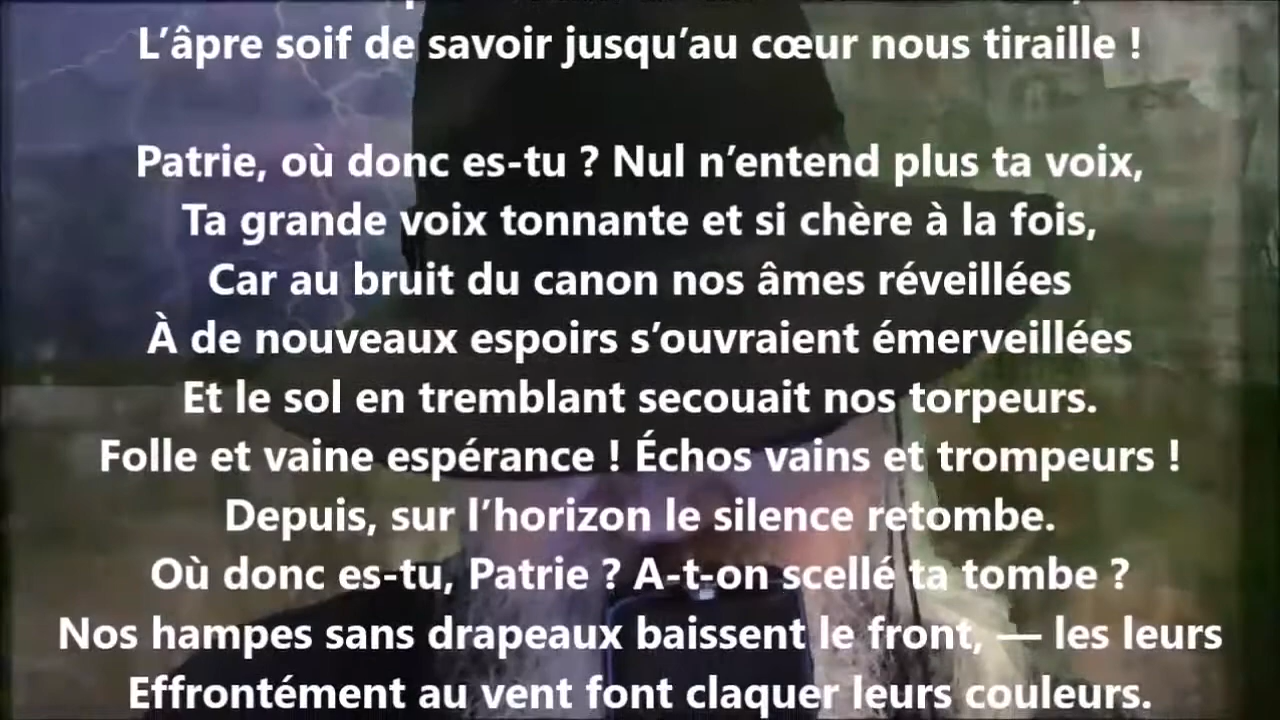 L’âpre soif de savoir jusqu’au cœur nous tiraille !
Patrie, où donc es-tu ? Nul n’entend plus ta voix,
Ta grande voix tonnante et si chère à la fois,
Car au bruit du canon nos âmes réveillées
À de nouveaux espoirs s’ouvraient émerveillées
Et le sol en tremblant secouait nos torpeurs.
Folle et vaine espérance ! Échos vains et trompeurs !
Depuis, sur l’horizon le silence retombe.
Où donc es-tu, Patrie ? A-t-on scellé ta tombe ?
Nos hampes sans drapeaux baissent le front, — les leurs
Effrontément au vent font claquer leurs couleurs.